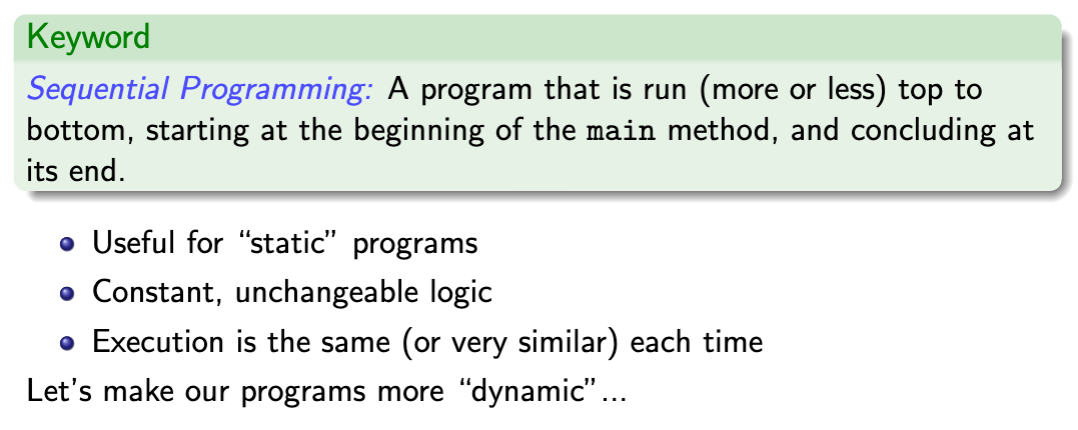 Keyword
Sequential Programming: A program that is run (more or less) top to
bottom, starting at the beginning of the main method, and concluding at
its end.
Useful for “static” programs
Constant, unchangeable logic
Execution is the same (or very similar) each time
Let’s make our programs more “dynamic”...